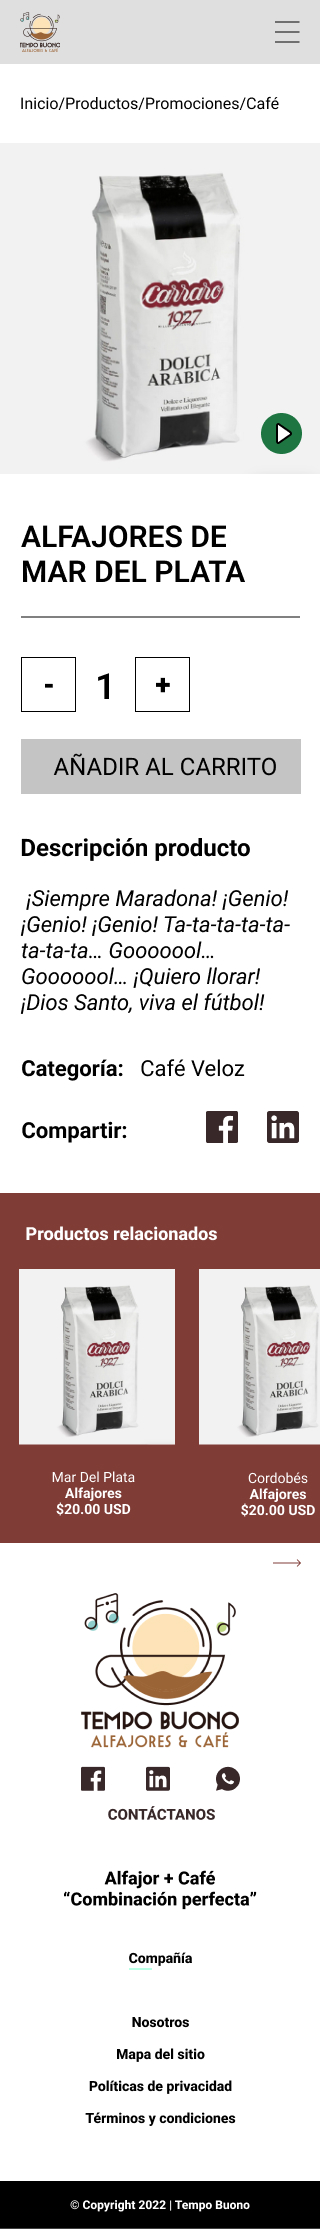 TEMPO BUONO
ALFAJORES & CAFÉ
Inicio/Productos/Promociones/Café
Carraro
1927
DOLCI
ARABICA
Dolce e Liquoroso
Vellutato ed Elegante
ALFAJORES DE
MAR DEL PLATA
- 1 +
AÑADIR AL CARRITO
Descripción producto
¡Siempre Maradona! ¡Genio!
¡Genio! ¡Genio! Ta-ta-ta-ta-ta-
ta-ta-ta... Gooooool...
Gooooool... ¡Quiero llorar!
¡Dios Santo, viva el fútbol!
Categoría: Café Veloz
Compartir:
Productos relacionados
Carraro
1927
DOLCI
ARABICA
Carraro
1927
DOLCI
ARABICA
Mar Del Plata
Alfajores
$20.00 USD
Cordobés
Alfajores
$20.00 USD
TEMPO BUONO
ALFAJORES & CAFÉ
CONTÁCTANOS
Alfajor + Café
“Combinación perfecta”
Compañía
Nosotros
Mapa del sitio
Políticas de privacidad
Términos y condiciones
© Copyright 2022 | Tempo Buono